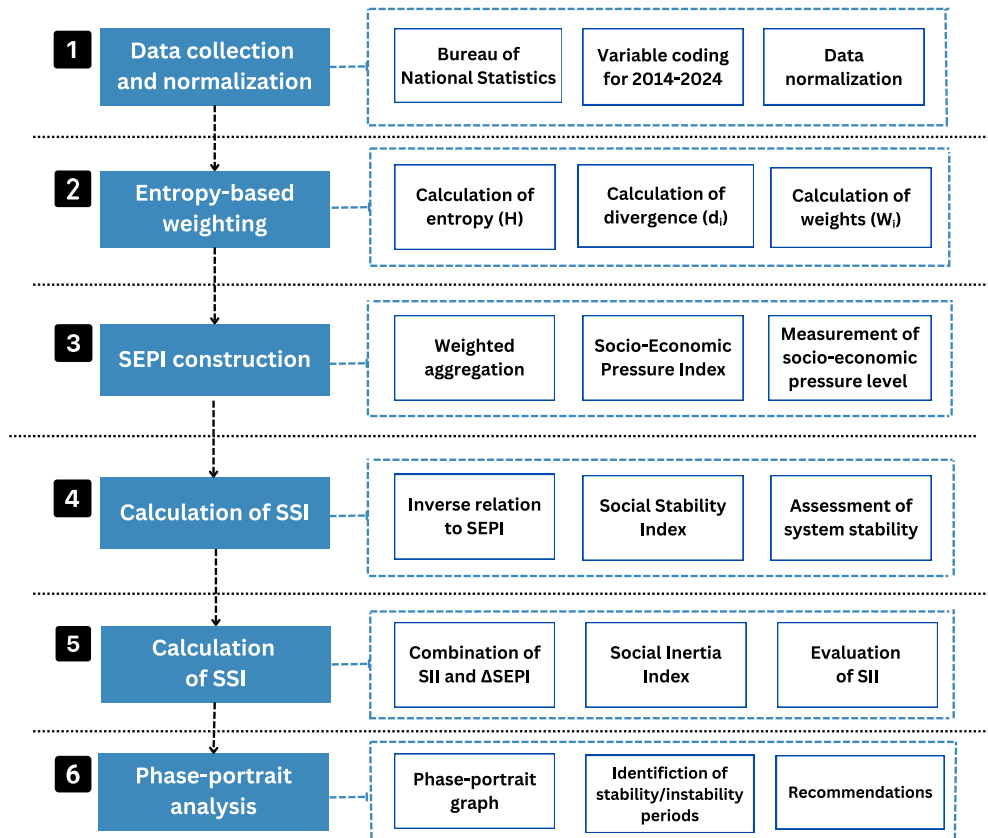 1
Data collection
and normalization
Bureau of
National Statistics
Variable coding
for 2014-2024
Data
normalization
2
Entropy-based
weighting
Calculation of
entropy (H)
Calculation of
divergence (dᵢ)
Calculation of
weights (Wᵢ)
3
SEPI construction
Weighted
aggregation
Socio-Economic
Pressure Index
Measurement of
socio-economic
pressure level
4
Calculation of SSI
Inverse relation
to SEPI
Social Stability
Index
Assessment of
system stability
5
Calculation
of SSI
Combination of
SII and ΔSEPI
Social Inertia
Index
Evaluation
of SII
6
Phase-portrait
analysis
Phase-portrait
graph
Identifiction of
stability/instability
periods
Recommendations